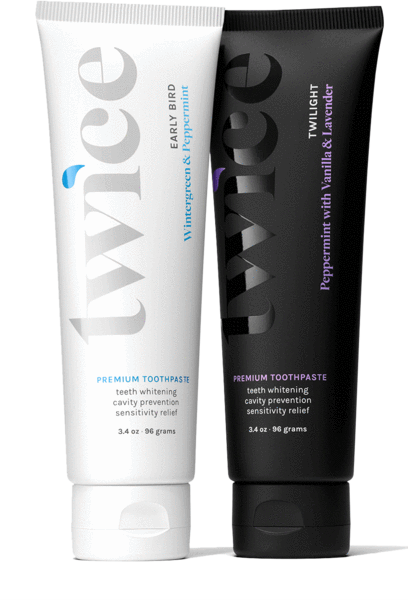 twice
EARLY BIRD
Wintergreen & Peppermint
PREMIUM TOOTHPASTE
teeth whitening
cavity prevention
sensitivity relief
3.4 oz · 96 grams
twice
TWILIGHT
Peppermint with Vanilla & Lavender
PREMIUM TOOTHPASTE
teeth whitening
cavity prevention
sensitivity relief
3.4 oz · 96 grams